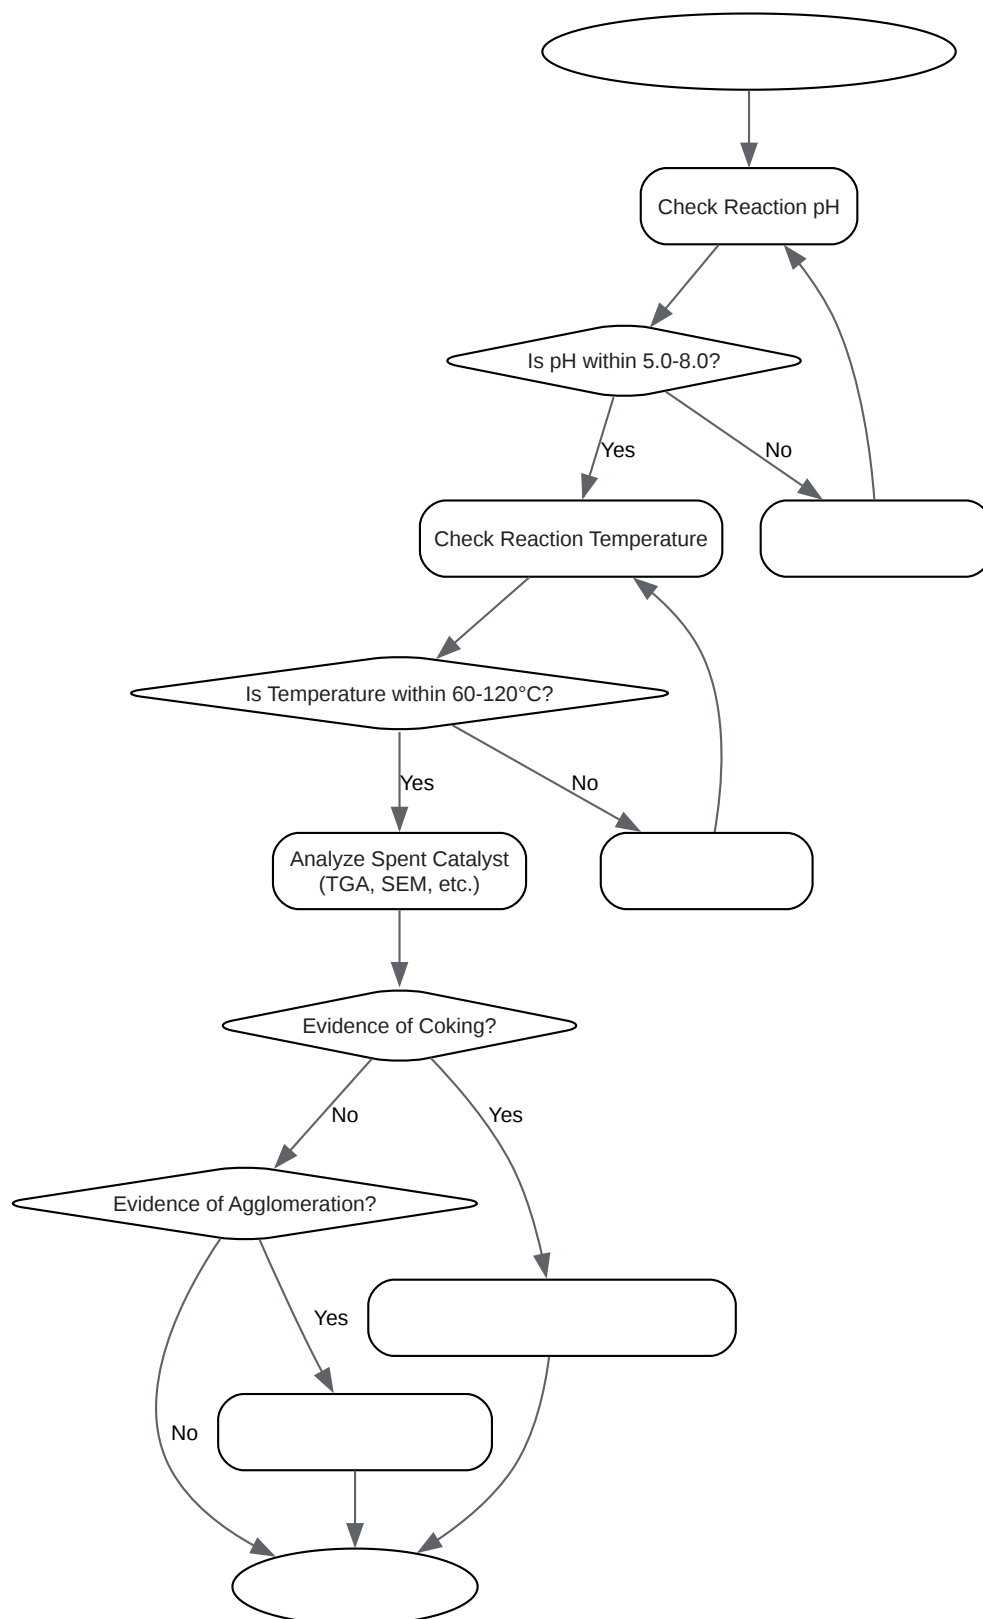 Check Reaction pH
Is pH within 5.0-8.0?
Yes
No
Check Reaction Temperature
Is Temperature within 60-120°C?
Yes
No
Analyze Spent Catalyst
(TGA, SEM, etc.)
Evidence of Coking?
No
Yes
Evidence of Agglomeration?
Yes
No